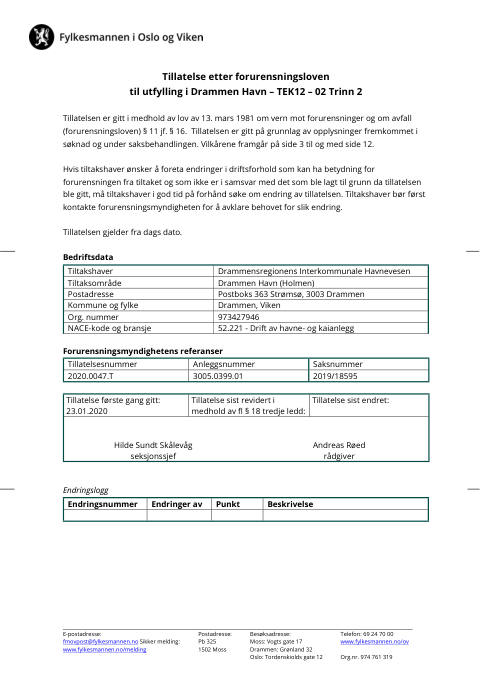 Fylkesmannen i Oslo og Viken
Tillatelse etter forurensningsloven
til utfylling i Drammen Havn – TEK12 – 02 Trinn 2
Tillatelsen er gitt i medhold av lov av 13. mars 1981 om vern mot forurensninger og om avfall
(forurensningsloven) § 11 jf. § 16. Tillatelsen er gitt på grunnlag av opplysninger fremkommet i
søknad og under saksbehandlingen. Vilkårene framgår på side 3 til og med side 12.
Hvis tiltakshaver ønsker å foreta endringer i driftsforhold som kan ha betydning for
forurensningen fra tiltaket og som ikke er i samsvar med det som ble lagt til grunn da tillatelsen
ble gitt, må tiltakshaver i god tid på forhånd søke om endring av tillatelsen. Tiltakshaver bør først
kontakte forurensningsmyndigheten for å avklare behovet for slik endring.
Tillatelsen gjelder fra dags dato.
Bedriftsdata
Tiltakshaver Drammensregionens Interkommunale Havnevesen
Tiltaksområde Drammen Havn (Holmen)
Postadresse Postboks 363 Strømsø, 3003 Drammen
Kommune og fylke Drammen, Viken
Org. nummer 973427946
NACE-kode og bransje 52.221 - Drift av havne- og kaianlegg
Forurensningsmyndighetens referanser
Tillatelsesnummer Anleggsnummer Saksnummer
2020.0047.T 3005.0399.01 2019/18595
Tillatelse første gang gitt: Tillatelse sist revidert i Tillatelse sist endret:
23.01.2020 medhold av fl § 18 tredje ledd:
Hilde Sundt Skålevåg Andreas Røed
seksjonssjef rådgiver
Endringslogg
Endringsnummer Endringer av Punkt Beskrivelse
E-postadresse: Postadresse: Besøksadresse: Telefon: 69 24 70 00
fmovpost@fylkesmannen.no Sikker melding: Pb 325 Moss: Vogts gate 17 www.fylkesmannen.no/ov
www.fylkesmannen.no/melding 1502 Moss Drammen: Grønland 32
Oslo: Tordenskiolds gate 12 Org.nr. 974 761 319